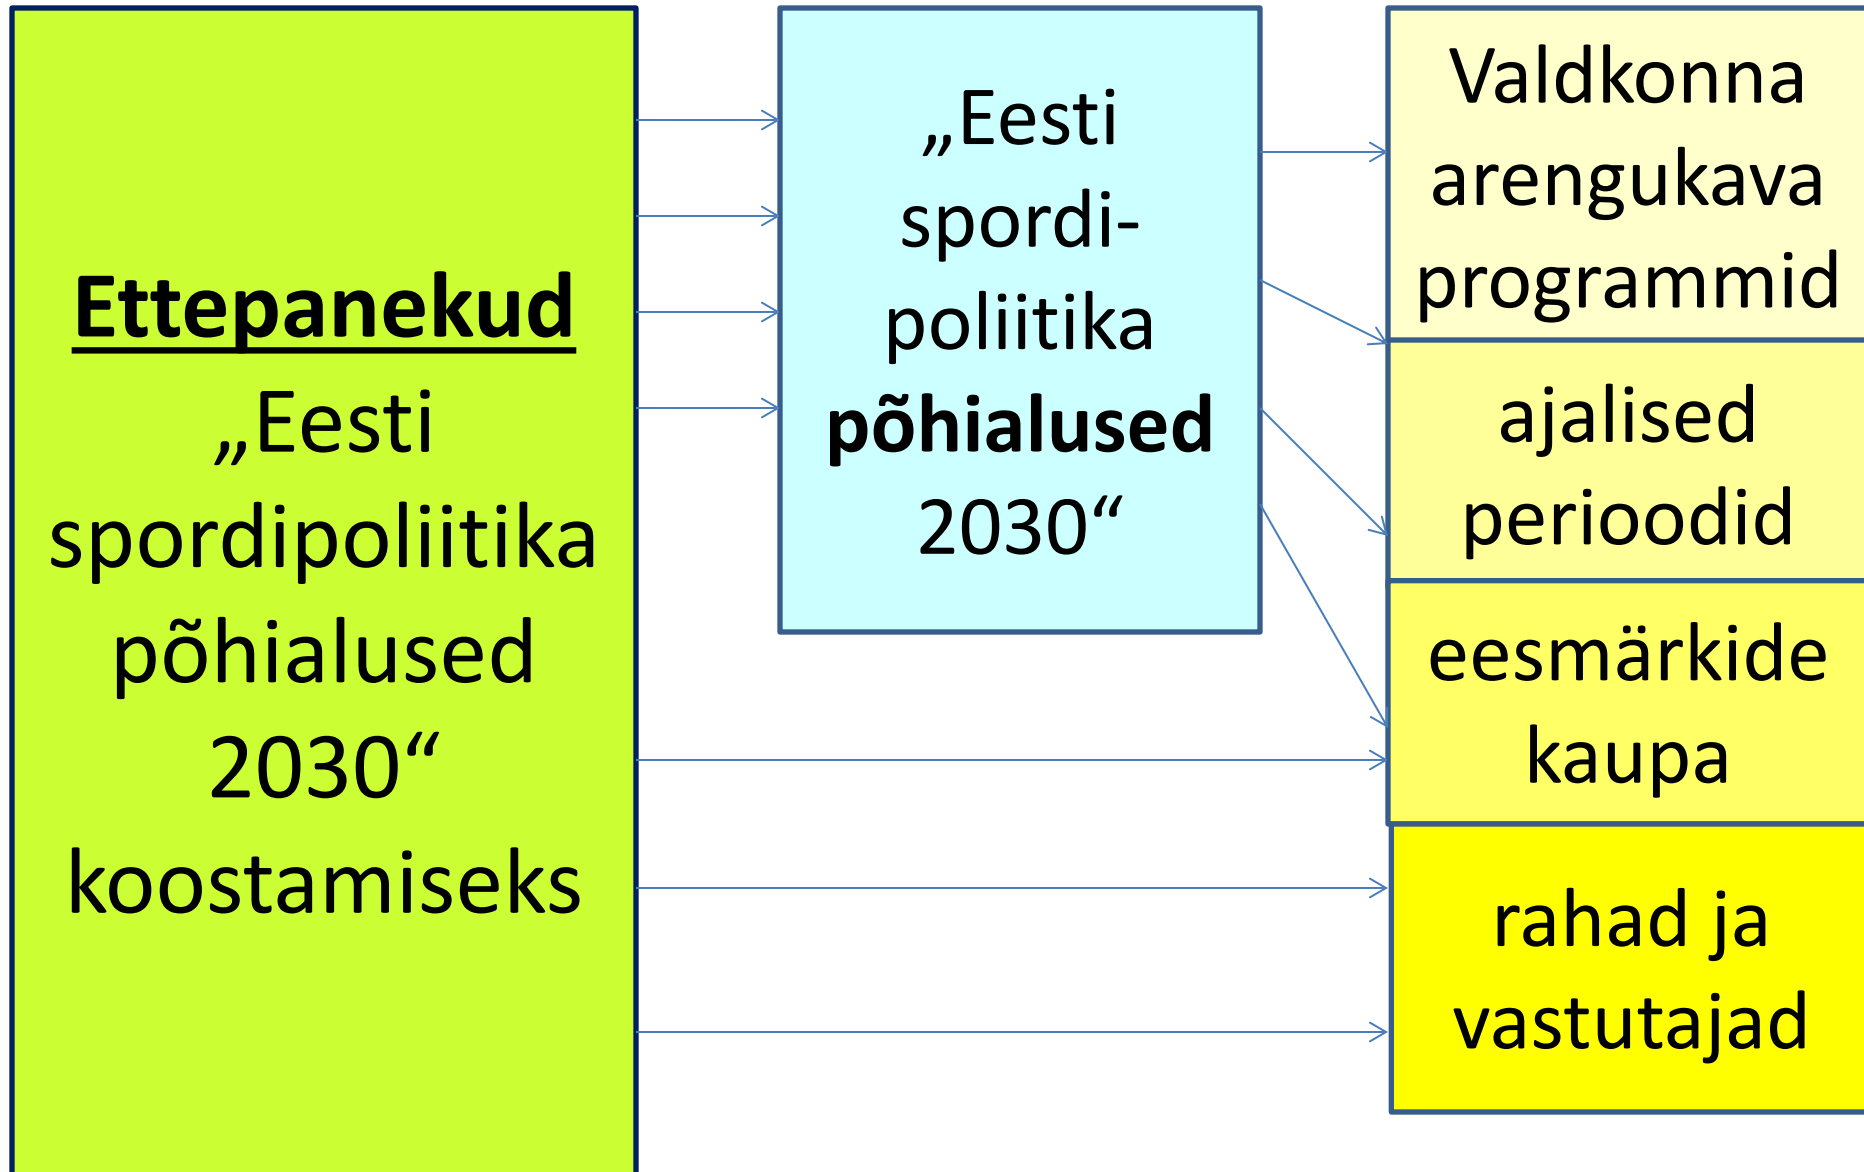 Ettepanekud
„Eesti
spordipoliitika
põhialused
2030“
koostamiseks
„Eesti
spordi-
poliitika
põhialused
2030“
Valdkonna
arengukava
programmid
ajalised
perioodid
eesmärkide
kaupa
rahad ja
vastutajad